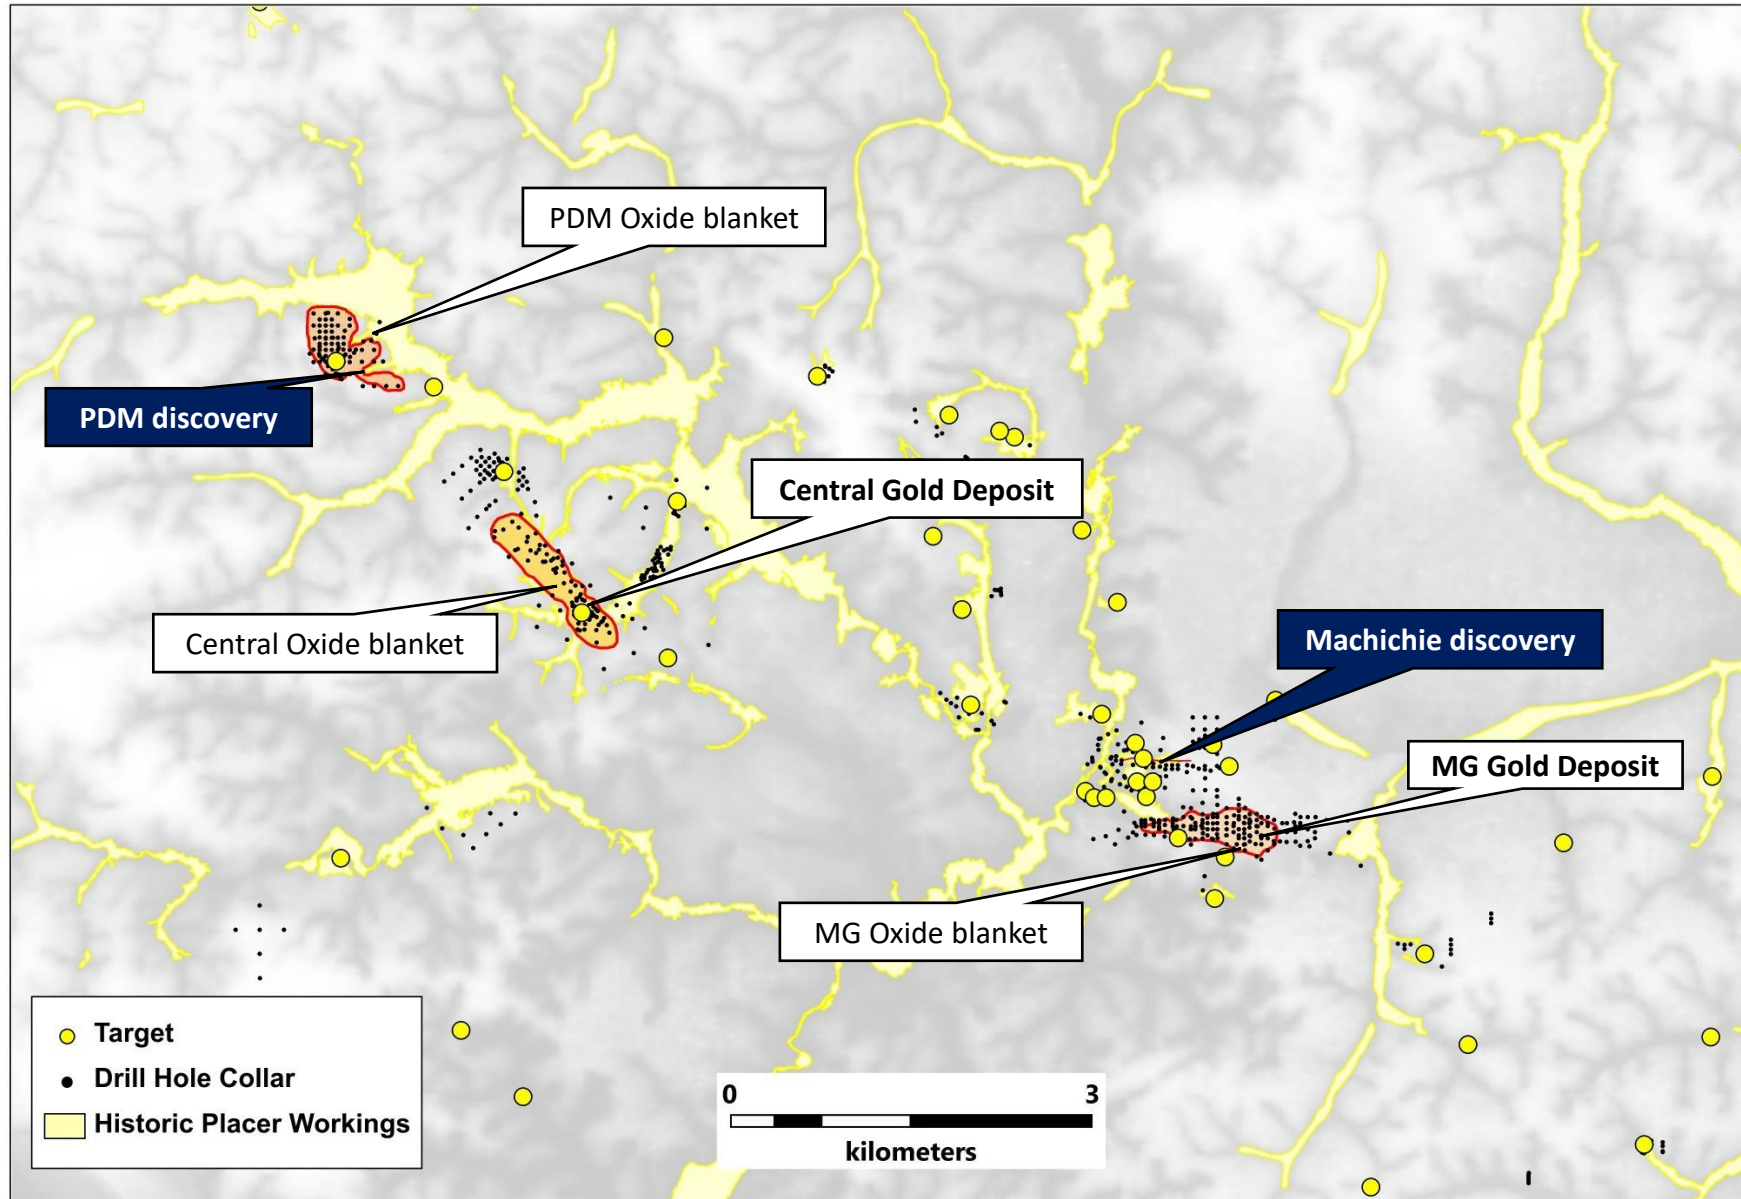 PDM Oxide blanket
PDM discovery
Central Gold Deposit
Central Oxide blanket
Machichie discovery
MG Gold Deposit
MG Oxide blanket
Target
Drill Hole Collar
Historic Placer Workings
0 3
kilometers